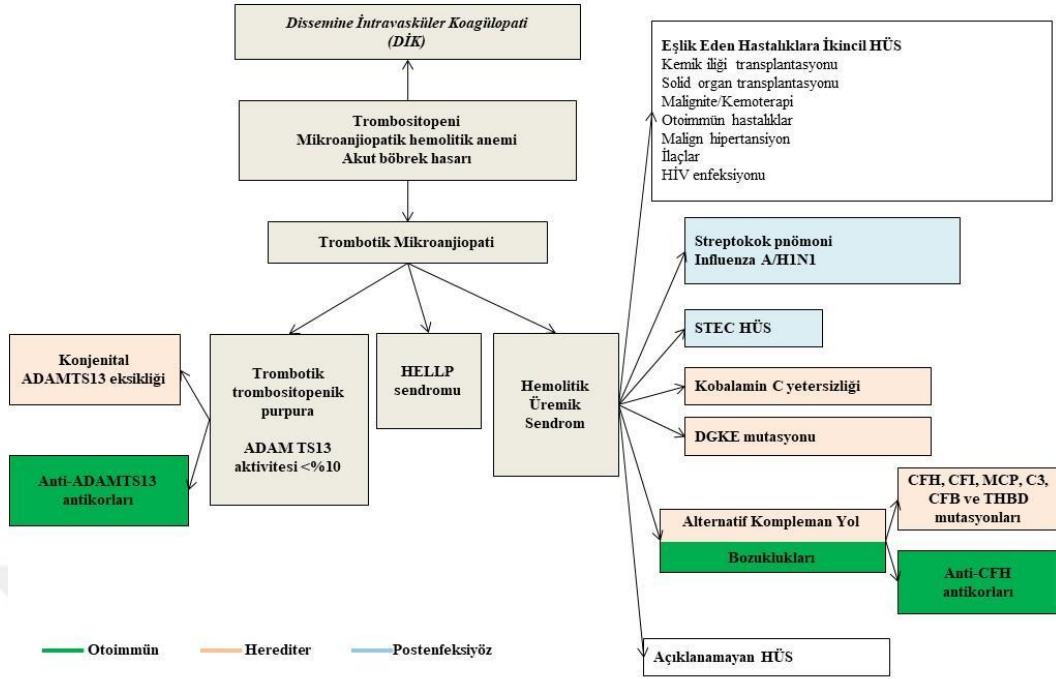 Dissemine İntravasküler Koagülopati
(DİK)
Trombositopeni
Mikroanjiopatik hemolitik anemi
Akut böbrek hasarı
Trombotik Mikroanjiopati
Konjenital
ADAMTS13 eksikliği
Anti-ADAMTS13
antikorları
Trombotik
trombositopenik
purpura
ADAM TS13
aktivitesi <%10
HELLP
sendromu
Hemolitik
Üremik
Sendrom
Eşlik Eden Hastalıklara İkincil HÜS
Kemik iliği transplantasyonu
Solid organ transplantasyonu
Malignite/Kemoterapi
Otoimmün hastalıklar
Malign hipertansiyon
İlaçlar
HİV enfeksiyonu
Streptokok pnömoni
Influenza A/H1N1
STEC HÜS
Kobalamin C yetersizliği
DGKE mutasyonu
Alternatif Kompleman Yol
Bozuklukları
CFH, CFI, MCP, C3,
CFB ve THBD
mutasyonları
Anti-CFH
antikorları
Açıklanamayan HÜS
Otoimmün
Herediter
Postenfeksiyöz